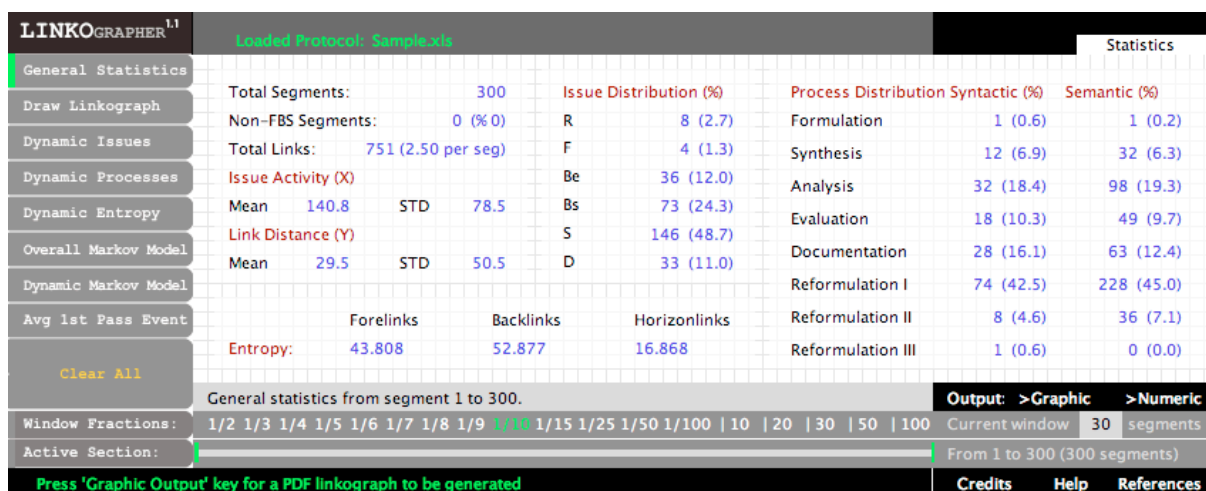 LINKOGRAPHER1.1
Loaded Protocol: Sample.xls
Statistics
General Statistics
Draw Linkograph
Dynamic Issues
Dynamic Processes
Dynamic Entropy
Overall Markov Model
Dynamic Markov Model
Avg 1st Pass Event
Clear All
Total Segments: 300
Non-FBS Segments: 0 (% 0)
Total Links: 751 (2.50 per seg)
Issue Activity (X)
Mean 140.8 STD 78.5
Link Distance (Y)
Mean 29.5 STD 50.5
Issue Distribution (%)
R 8 (2.7)
F 4 (1.3)
Be 36 (12.0)
Bs 73 (24.3)
S 146 (48.7)
D 33 (11.0)
Forelinks Backlinks Horizonlinks
Entropy: 43.808 52.877 16.868
Process Distribution Syntactic (%) Semantic (%)
Formulation 1 (0.6) 1 (0.2)
Synthesis 12 (6.9) 32 (6.3)
Analysis 32 (18.4) 98 (19.3)
Evaluation 18 (10.3) 49 (9.7)
Documentation 28 (16.1) 63 (12.4)
Reformulation I 74 (42.5) 228 (45.0)
Reformulation II 8 (4.6) 36 (7.1)
Reformulation III 1 (0.6) 0 (0.0)
General statistics from segment 1 to 300.
Output: >Graphic >Numeric
Window Fractions: 1/2 1/3 1/4 1/5 1/6 1/7 1/8 1/9 1/10 1/15 1/25 1/50 1/100 | 10 | 20 | 30 | 50 | 100 Current window 30 segments
Active Section: From 1 to 300 (300 segments)
Press 'Graphic Output' key for a PDF linkograph to be generated
Credits Help References